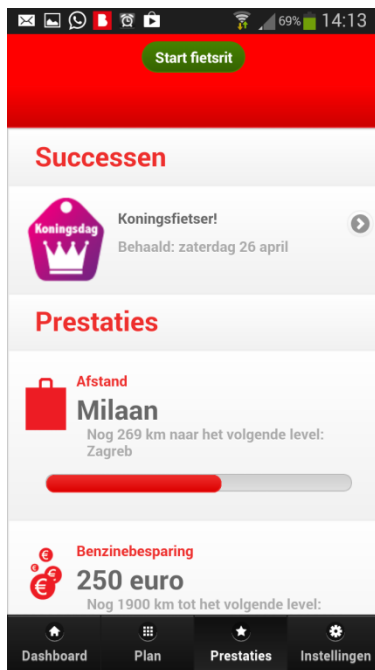 B 69% 14:13
Start fietsrit
Successen
Koningsdag
Koningsfietser!
Behaald: zaterdag 26 april
Prestaties
Afstand
Milaan
Nog 269 km naar het volgende level:
Zagreb
Benzinebesparing
250 euro
Nog 1900 km tot het volgende level:
Dashboard Plan Prestaties Instellingen